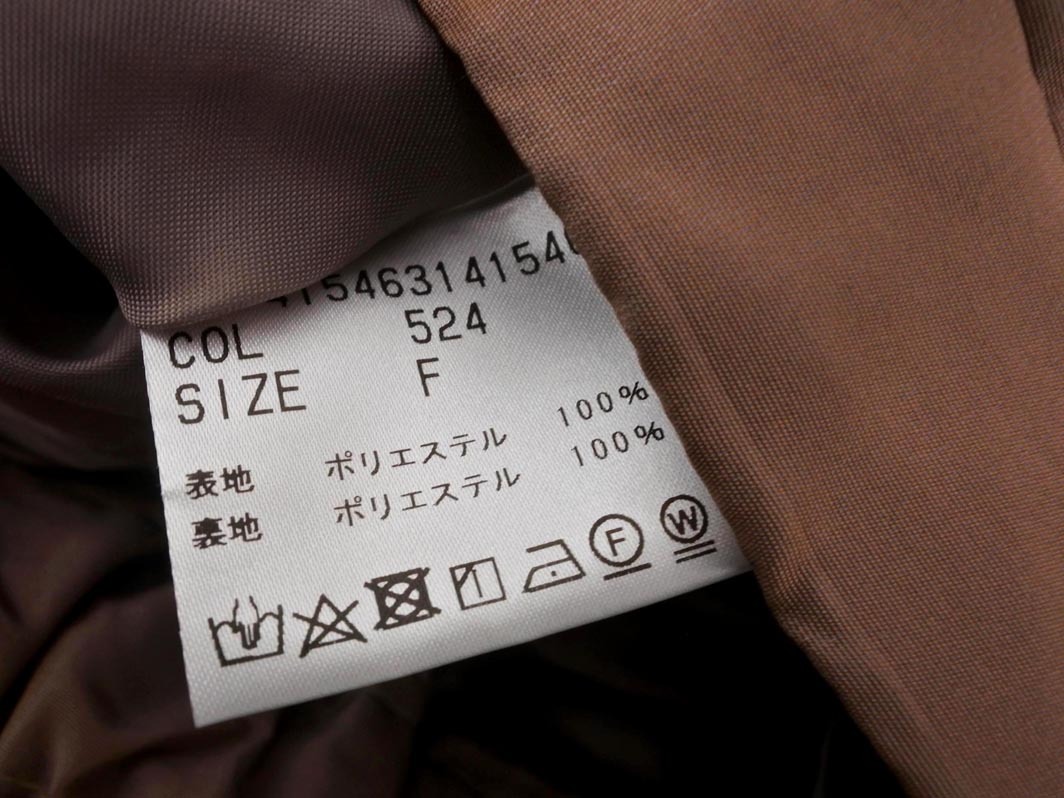 41546314154
COL 524
SIZE F
表地 ポリエステル 100%
裏地 ポリエステル 100%
F W